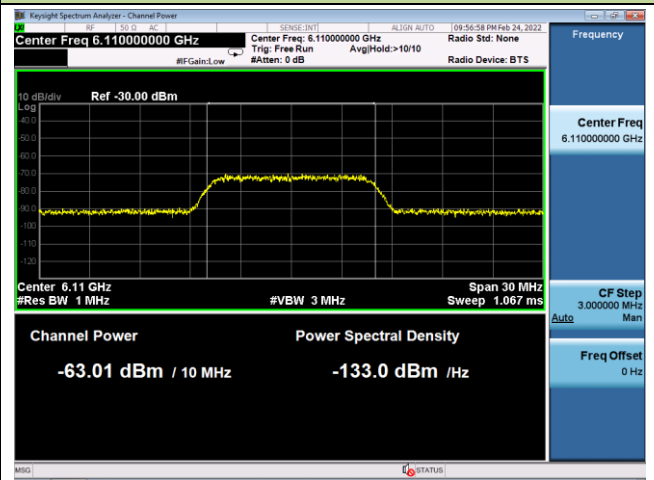 Keysight Spectrum Analyzer - Channel Power
RF 50 Ω AC SENSE:INT ALIGN AUTO 09:56:58 PM Feb 24, 2022
Center Freq 6.110000000 GHz
Center Freq: 6.110000000 GHz Radio Std: None
Trig: Free Run Avg|Hold:>10/10
#IFGain:Low #Atten: 0 dB Radio Device: BTS
Frequency
10 dB/div Ref -30.00 dBm
Log
-40.0
-50.0
-60.0
-70.0
-80.0
-90.0
-100
-110
-120
Center 6.11 GHz Span 30 MHz
#Res BW 1 MHz #VBW 3 MHz Sweep 1.067 ms
Channel Power Power Spectral Density
-63.01 dBm / 10 MHz -133.0 dBm /Hz
Center Freq
6.110000000 GHz
CF Step
3.000000 MHz
Auto Man
Freq Offset
0 Hz
MSG STATUS